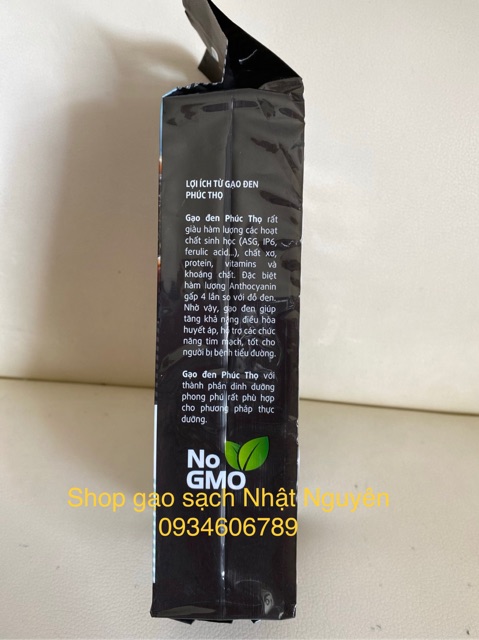 LỢI ÍCH TỪ GẠO ĐEN
PHÚC THỌ
Gạo đen Phúc Thọ rất
giàu hàm lượng các hoạt
chất sinh học (ASG, IP6,
ferulic acid...), chất xơ,
protein, vitamins và
khoáng chất. Đặc biệt
hàm lượng Anthocyanin
gấp 4 lần so với đỗ đen.
Nhờ vậy, gạo đen giúp
tăng khả năng điều hòa
huyết áp, hỗ trợ các chức
năng tim mạch, tốt cho
người bị bệnh tiểu đường.
Gạo đen Phúc Thọ với
thành phần dinh dưỡng
phong phú rất phù hợp
cho phương pháp thực
dưỡng.
No
GMO
Shop gạo sạch Nhật Nguyên
0934606789